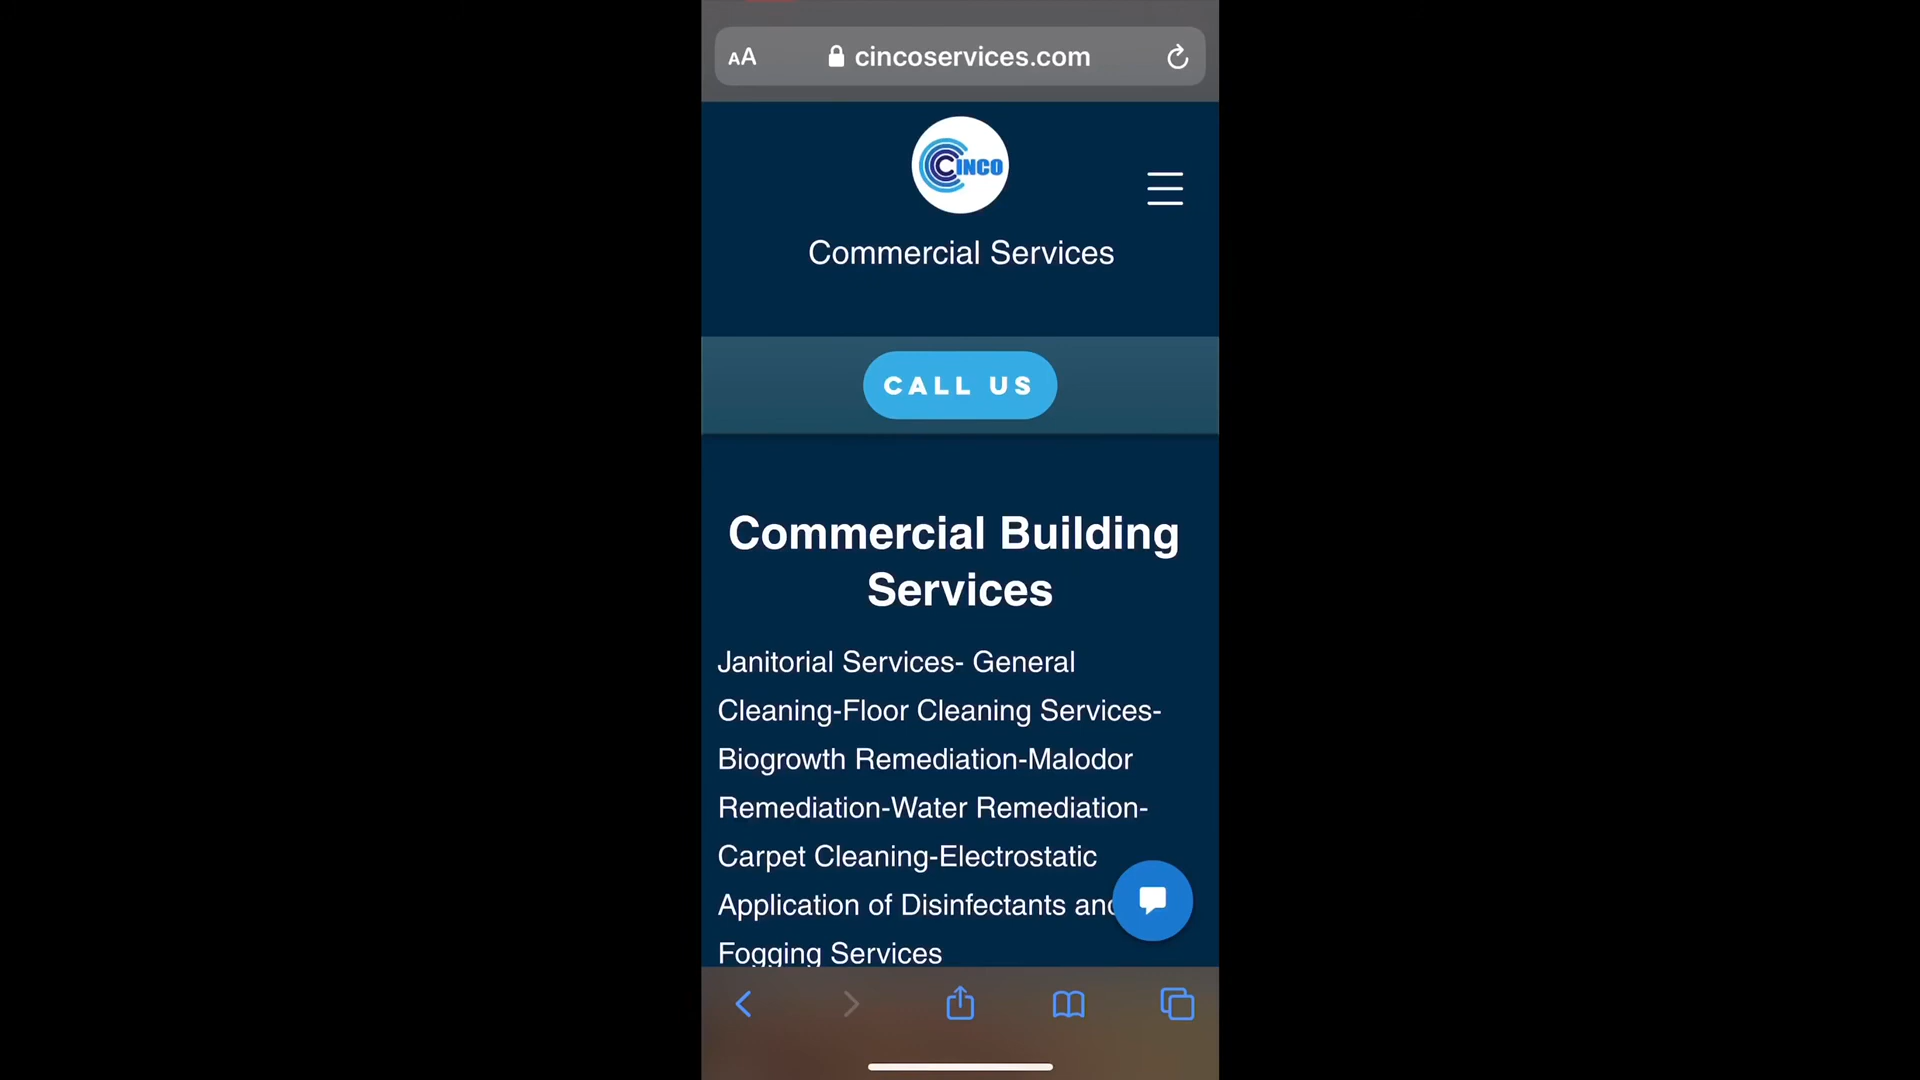 AA cincoservices.com
CINCO
Commercial Services
CALL US
Commercial Building
Services
Janitorial Services- General
Cleaning-Floor Cleaning Services-
Biogrowth Remediation-Malodor
Remediation-Water Remediation-
Carpet Cleaning-Electrostatic
Application of Disinfectants and
Fogging Services